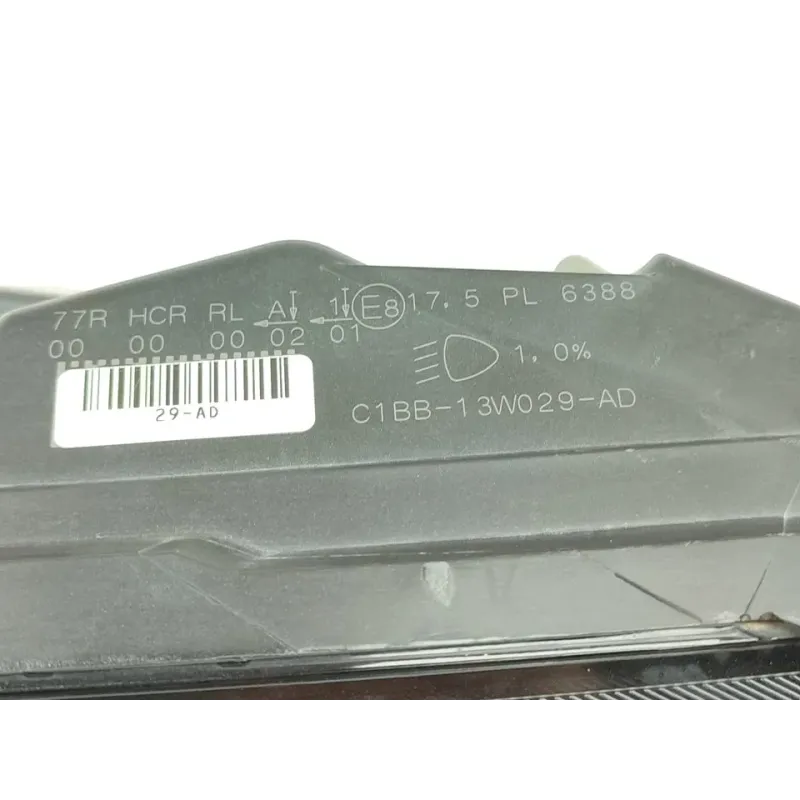 77R HCR RL A 1 E8 17.5 PL 6388
00 00 00 02 01
1.0%
29-AD
C1BB-13W029-AD